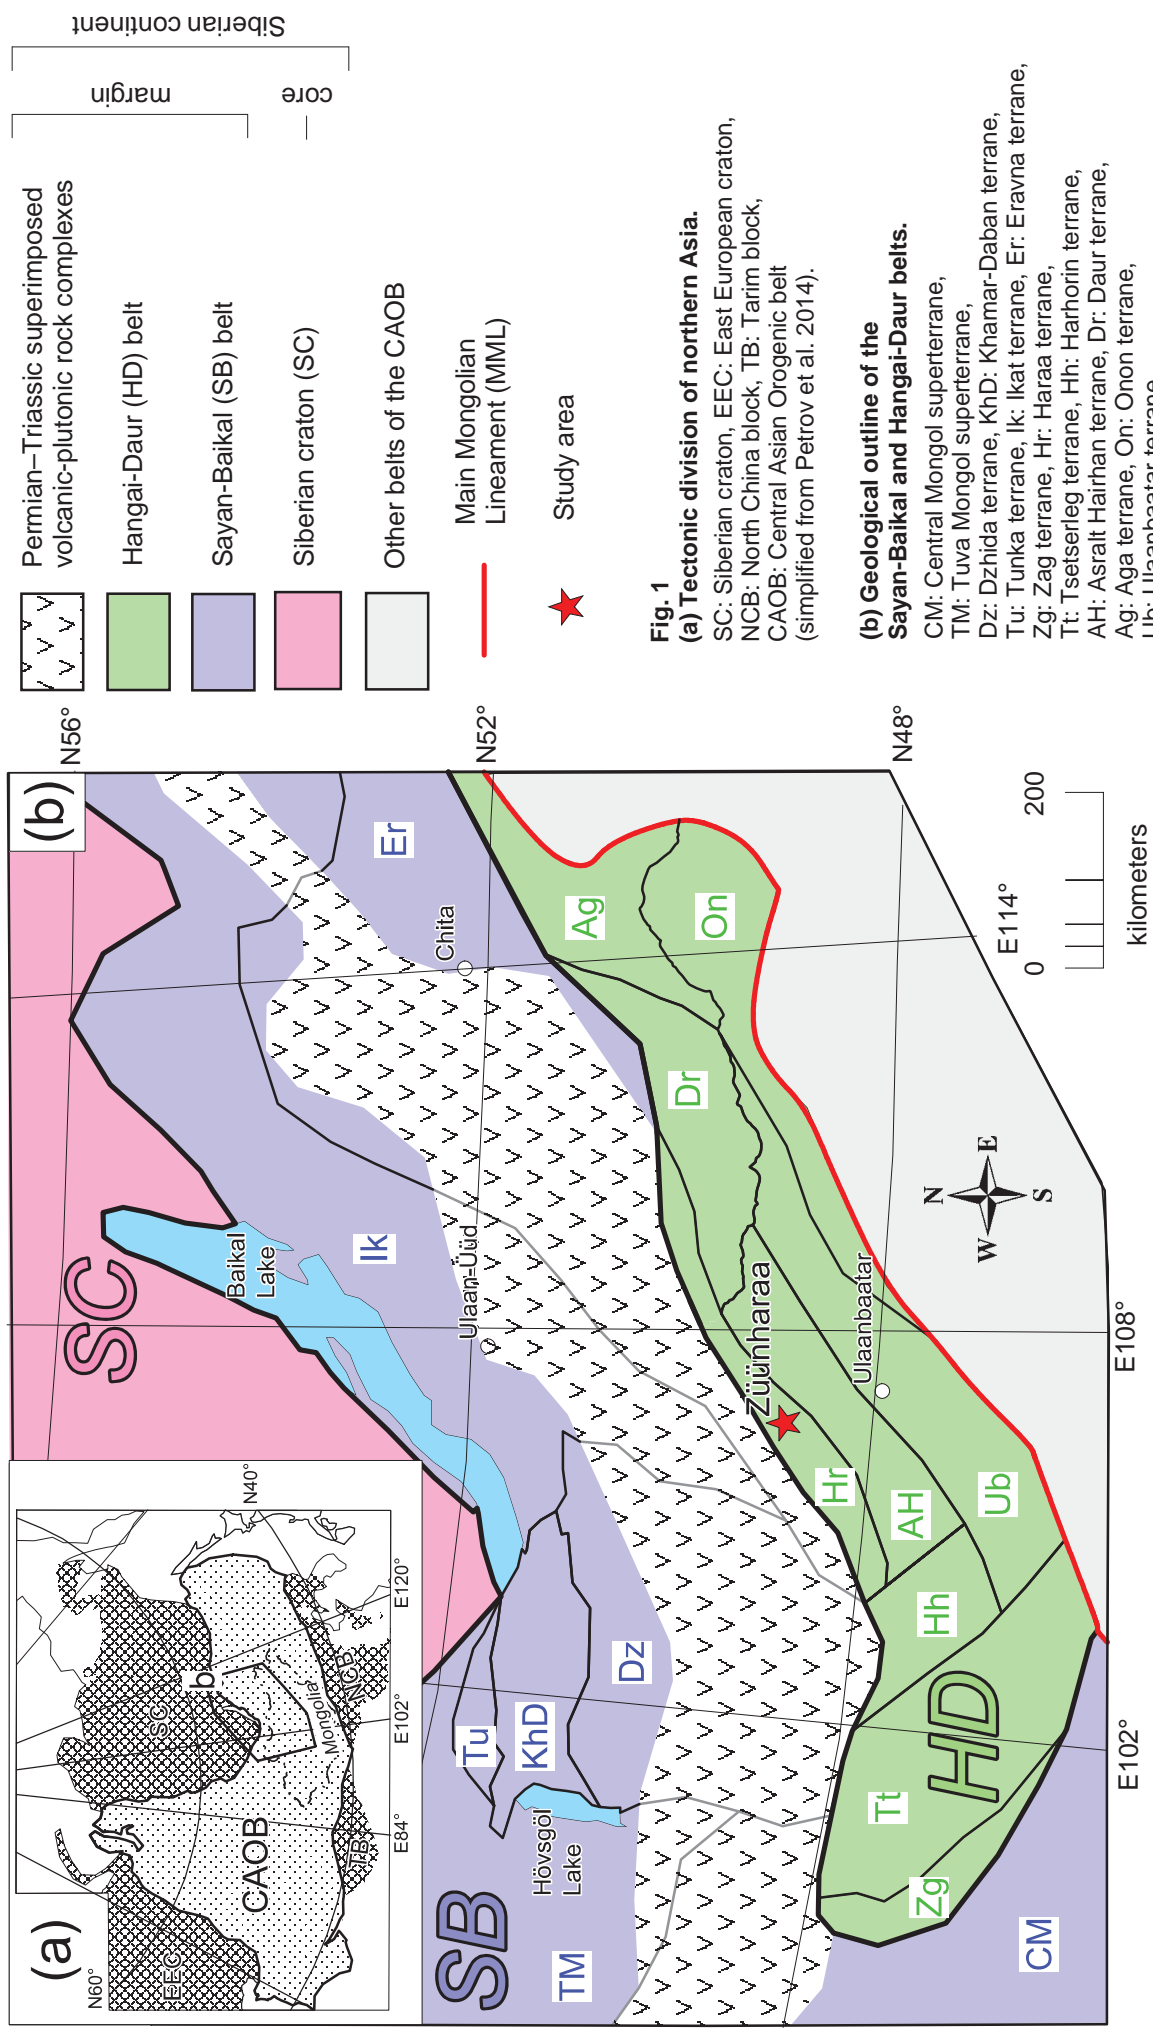 (a)
N60°
EEC
SC
b
CAOB
Mongolia
NCB
TB
N40°
E84°
E102°
E120°
(b)
SC
SB
HD
Baikal
Lake
Hövsgöl
Lake
Ulaan-Üüd
Chita
Züünharaa
Ulaanbaatar
TM
Tu
KhD
Dz
Ik
Er
CM
Zg
Tt
Hh
Hr
AH
Ub
Dr
Ag
On
N56°
N52°
N48°
E102°
E108°
E114°
N
E
S
W
0
200
kilometers
Permian–Triassic superimposed
volcanic-plutonic rock complexes
Hangai-Daur (HD) belt
Sayan-Baikal (SB) belt
Siberian craton (SC)
Other belts of the CAOB
margin
core
Siberian continent
Main Mongolian
Lineament (MML)
Study area
Fig. 1
(a) Tectonic division of northern Asia.
SC: Siberian craton, EEC: East European craton,
NCB: North China block, TB: Tarim block,
CAOB: Central Asian Orogenic belt
(simplified from Petrov et al. 2014).
(b) Geological outline of the
Sayan-Baikal and Hangai-Daur belts.
CM: Central Mongol superterrane,
TM: Tuva Mongol superterrane,
Dz: Dzhida terrane, KhD: Khamar-Daban terrane,
Tu: Tunka terrane, Ik: Ikat terrane, Er: Eravna terrane,
Zg: Zag terrane, Hr: Haraa terrane,
Tt: Tsetserleg terrane, Hh: Harhorin terrane,
AH: Asralt Hairhan terrane, Dr: Daur terrane,
Ag: Aga terrane, On: Onon terrane,
Ub: Ulaanbaatar terrane